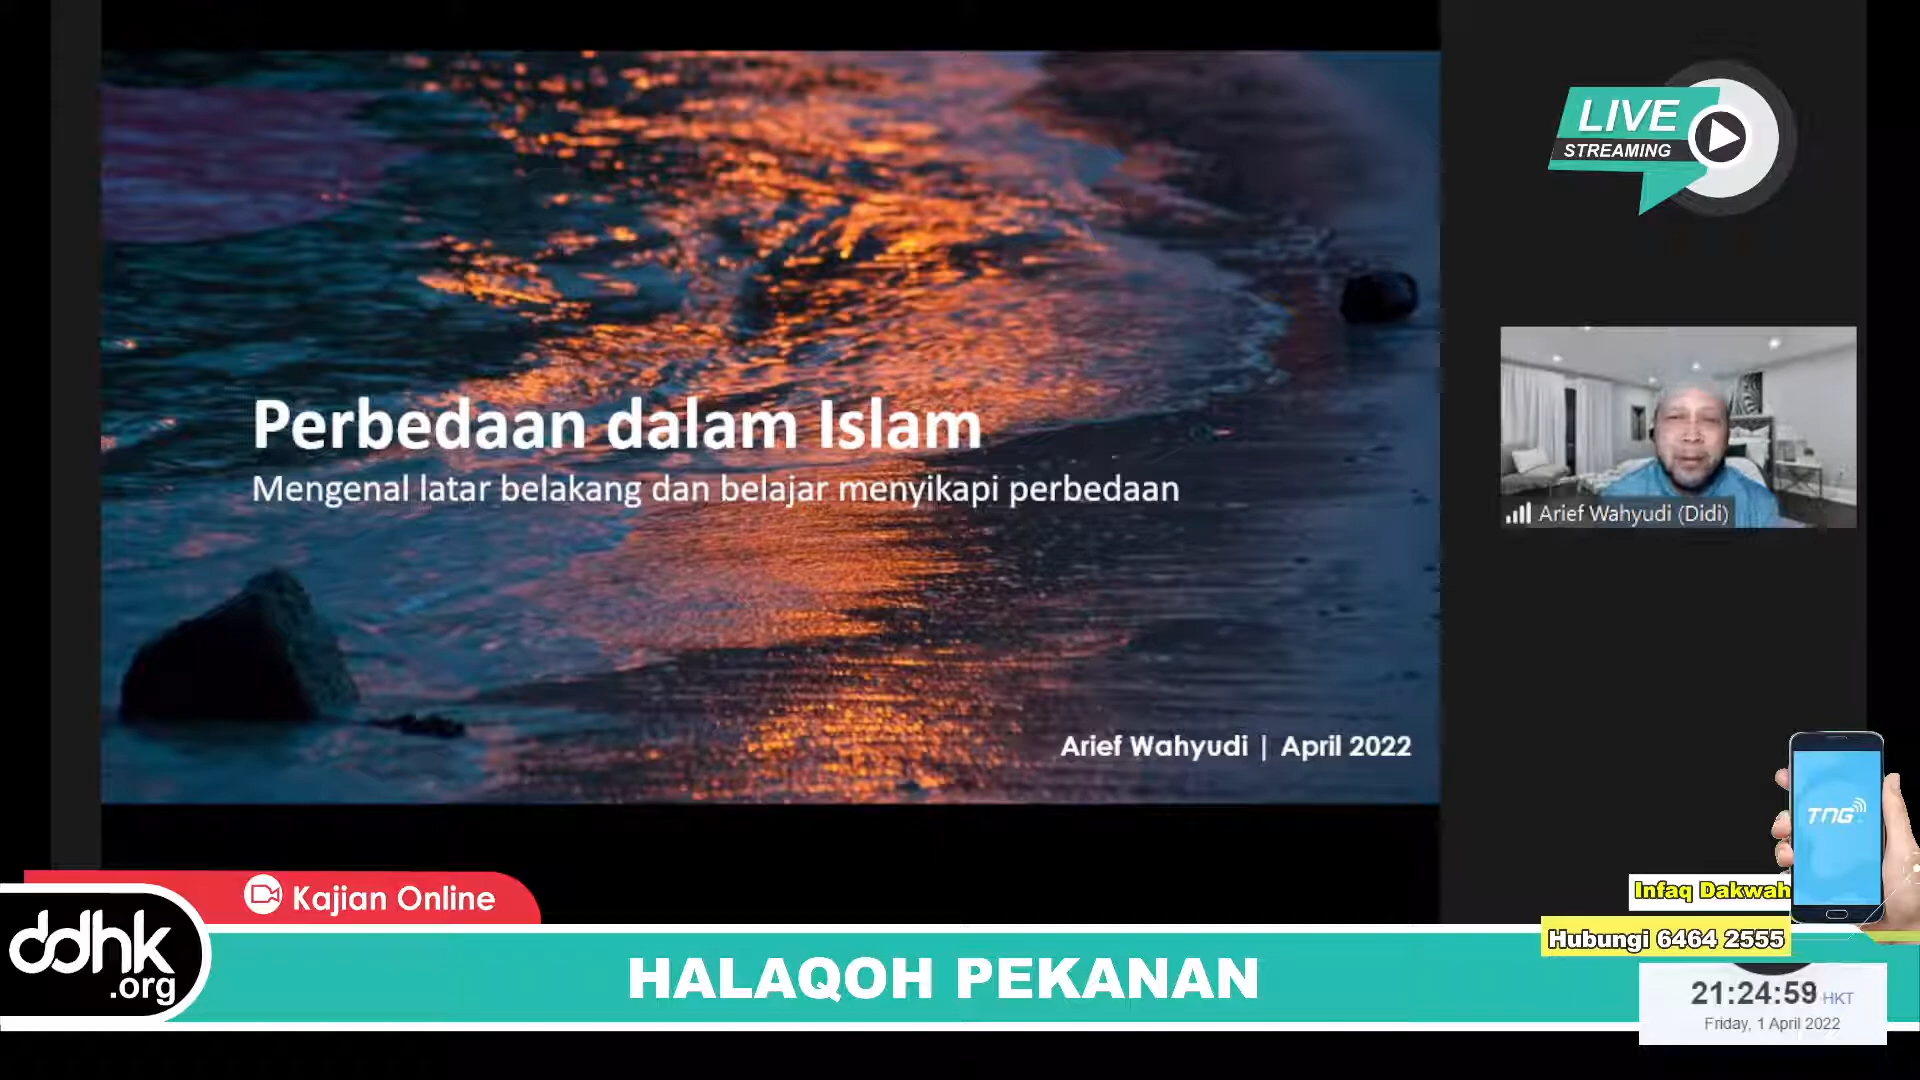 LIVE
STREAMING
Perbedaan dalam Islam
Mengenal latar belakang dan belajar menyikapi perbedaan
Arief Wahyudi (Didi)
Arief Wahyudi | April 2022
TNG
Kajian Online
Infaq Dakwah
Hubungi 6464 2555
ddhk
.org
HALAQOH PEKANAN
21:24:59 HKT
Friday, 1 April 2022